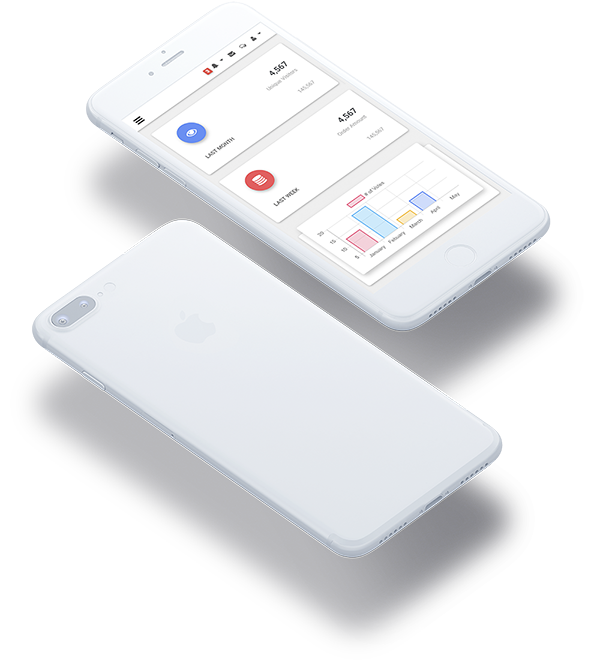 4,567
Unique Visitors
LAST MONTH
145,567
4,567
Order Amount
LAST WEEK
145,567
# of Votes
20
15
10
5
January
Febuary
March
April
May